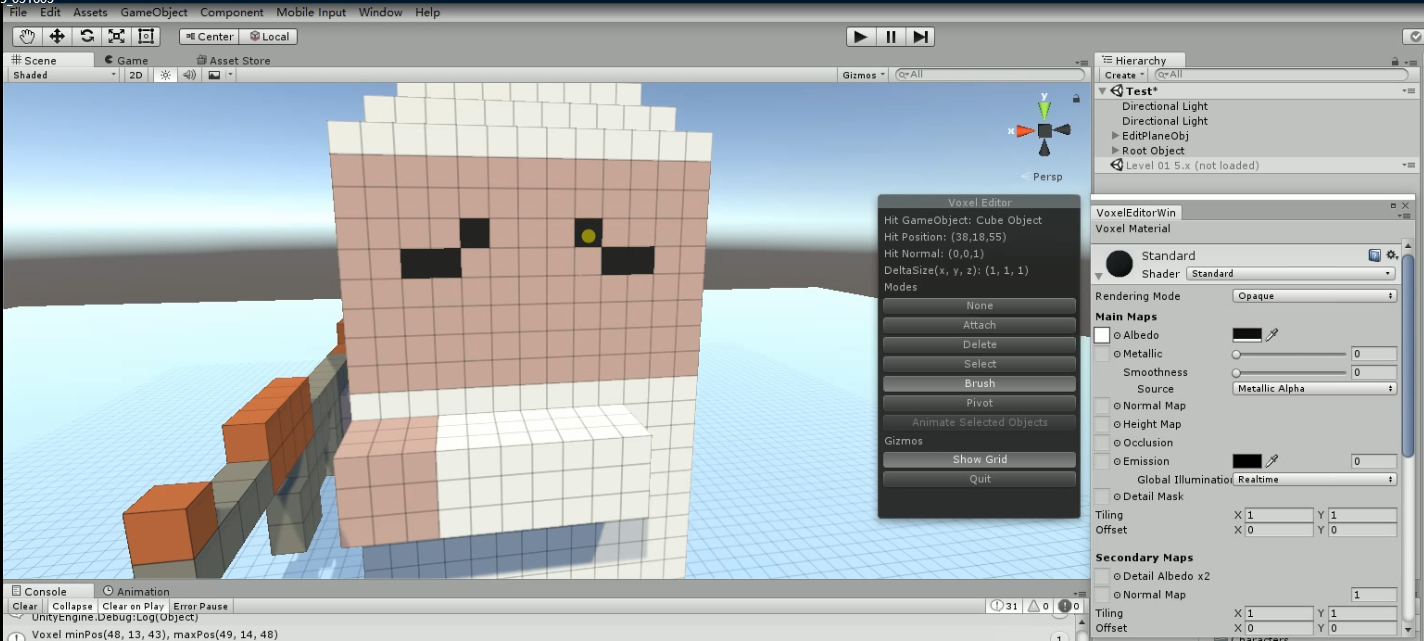 File Edit Assets GameObject Component Mobile Input Window Help
Center Local
Scene Game Asset Store
Shaded 2D Gizmos All
y
x
Persp
Voxel Editor
Hit GameObject: Cube Object
Hit Position: (38,18,55)
Hit Normal: (0,0,1)
DeltaSize(x, y, z): (1, 1, 1)
Modes
None
Attach
Delete
Select
Brush
Pivot
Animate Selected Objects
Gizmos
Show Grid
Quit
Hierarchy
Create All
Test*
Directional Light
Directional Light
EditPlaneObj
Root Object
Level 01 5.x (not loaded)
VoxelEditorWin
Voxel Material
Standard
Shader Standard
Rendering Mode Opaque
Main Maps
Albedo
Metallic 0
Smoothness 0
Source Metallic Alpha
Normal Map
Height Map
Occlusion
Emission 0
Global Illumination Realtime
Detail Mask
Tiling X 1 Y 1
Offset X 0 Y 0
Secondary Maps
Detail Albedo x2
Normal Map 1
Tiling X 1 Y 1
Offset X 0 Y 0
Characters
Console Animation
Clear Collapse Clear on Play Error Pause 31 0 0
UnityEngine.Debug:Log(Object)
Voxel minPos(48, 13, 43), maxPos(49, 14, 48) 1